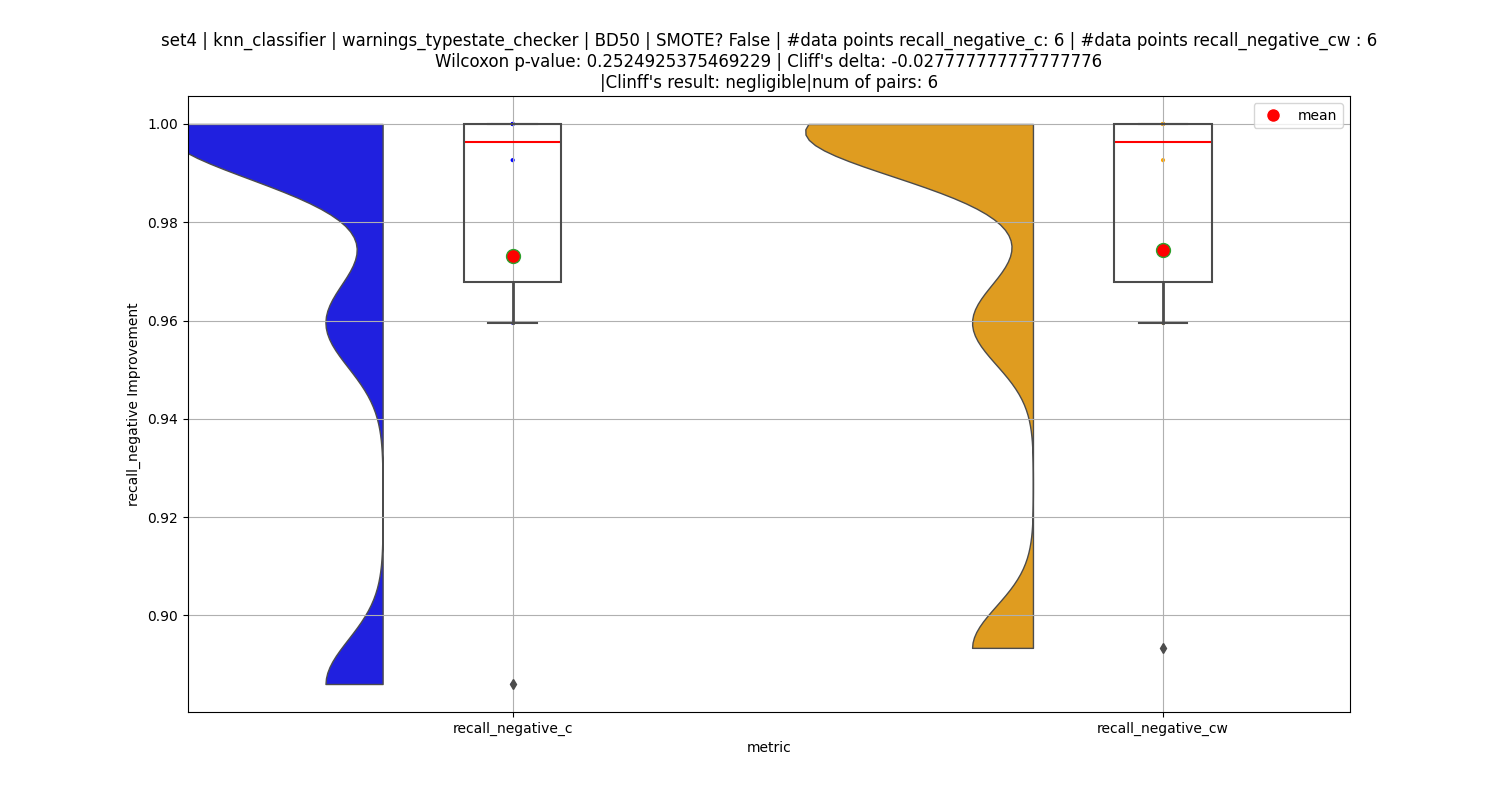 set4 | knn_classifier | warnings_typestate_checker | BD50 | SMOTE? False | #data points recall_negative_c: 6 | #data points recall_negative_cw : 6
Wilcoxon p-value: 0.2524925375469229 | Cliff's delta: -0.027777777777777776
|Clinff's result: negligible|num of pairs: 6
mean
1.00
0.98
0.96
0.94
0.92
0.90
recall_negative Improvement
recall_negative_c
recall_negative_cw
metric